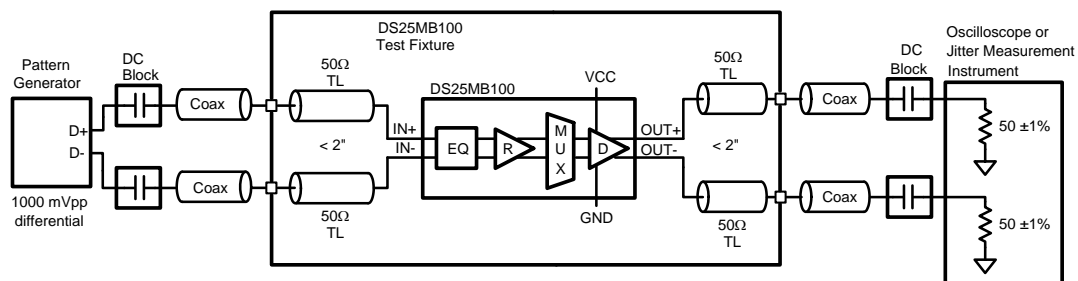 Pattern
Generator
D+
D-
1000 mVpp
differential
DC
Block
Coax
Coax
DS25MB100
Test Fixture
50Ω
TL
< 2"
50Ω
TL
DS25MB100
IN+
IN-
EQ
R
M
U
X
D
VCC
GND
OUT+
OUT-
50Ω
TL
< 2"
50Ω
TL
Coax
Coax
DC
Block
Oscilloscope or
Jitter Measurement
Instrument
50 ±1%
50 ±1%